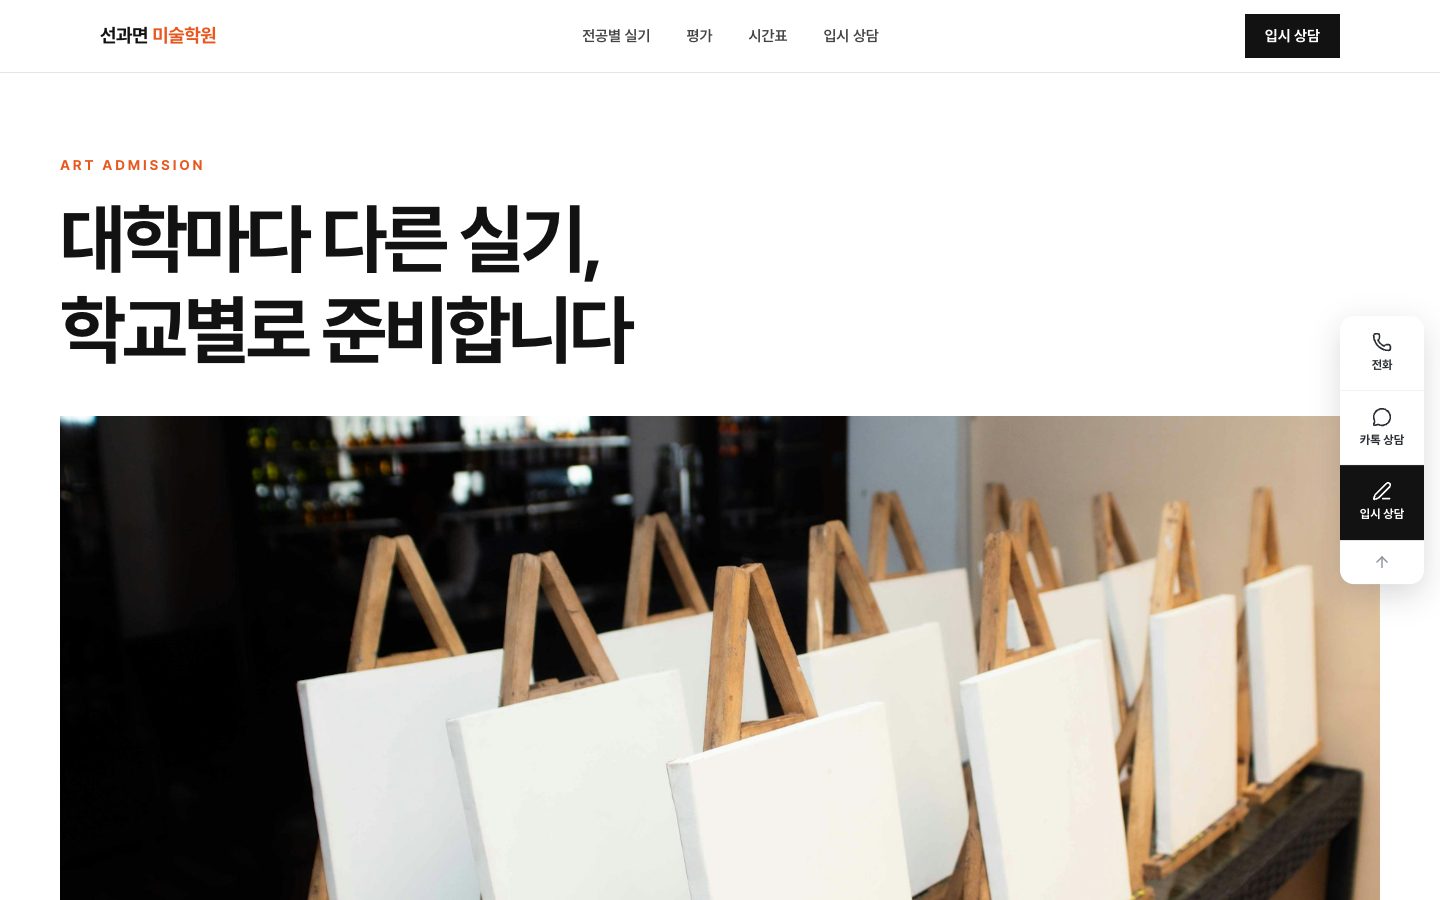 선과면 미술학원
전공별 실기
평가
시간표
입시 상담
입시 상담
ART ADMISSION
대학마다 다른 실기,
학교별로 준비합니다
전화
카톡 상담
입시 상담